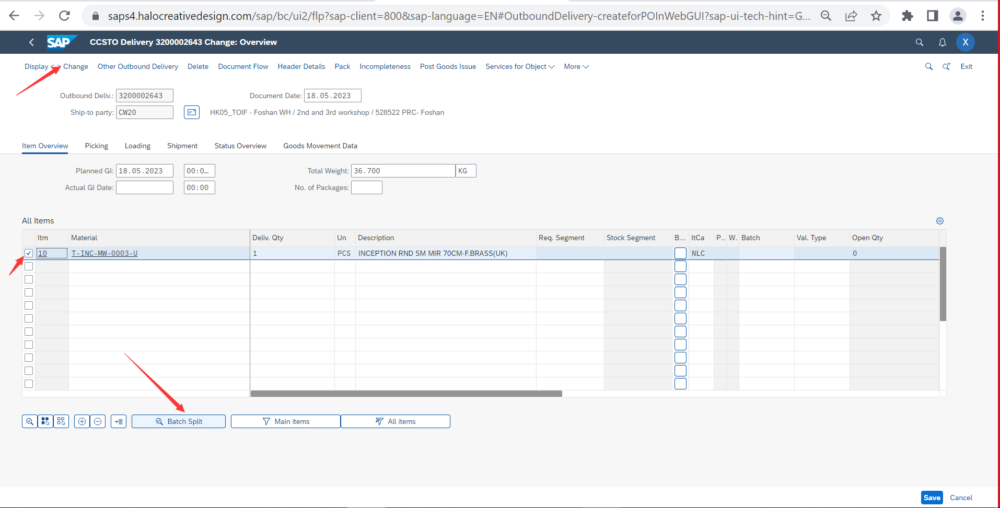 saps4.halocreativedesign.com/sap/bc/ui2/flp?sap-client=800&sap-language=EN#OutboundDelivery-createforPOInWebGUI?sap-ui-tech-hint=G...
SAP CCSTO Delivery 3200002643 Change: Overview X
Display <-> Change Other Outbound Delivery Delete Document Flow Header Details Pack Incompleteness Post Goods Issue Services for Object More Exit
Outbound Deliv.: 3200002643 Document Date: 18.05.2023
Ship-to party: CW20 HK05_TOIF - Foshan WH / 2nd and 3rd workshop / 528522 PRC- Foshan
Item Overview Picking Loading Shipment Status Overview Goods Movement Data
Planned GI: 18.05.2023 00:0... Total Weight: 36.700 KG
Actual GI Date: 00:00 No. of Packages:
All Items
Itm Material Deliv. Qty Un Description Req. Segment Stock Segment B... ItCa P.. W. Batch Val. Type Open Qty
10 T-INC-MW-0003-U 1 PCS INCEPTION RND SM MIR 70CM-F.BRASS(UK) NLC 0
Batch Split Main items All items
Save Cancel